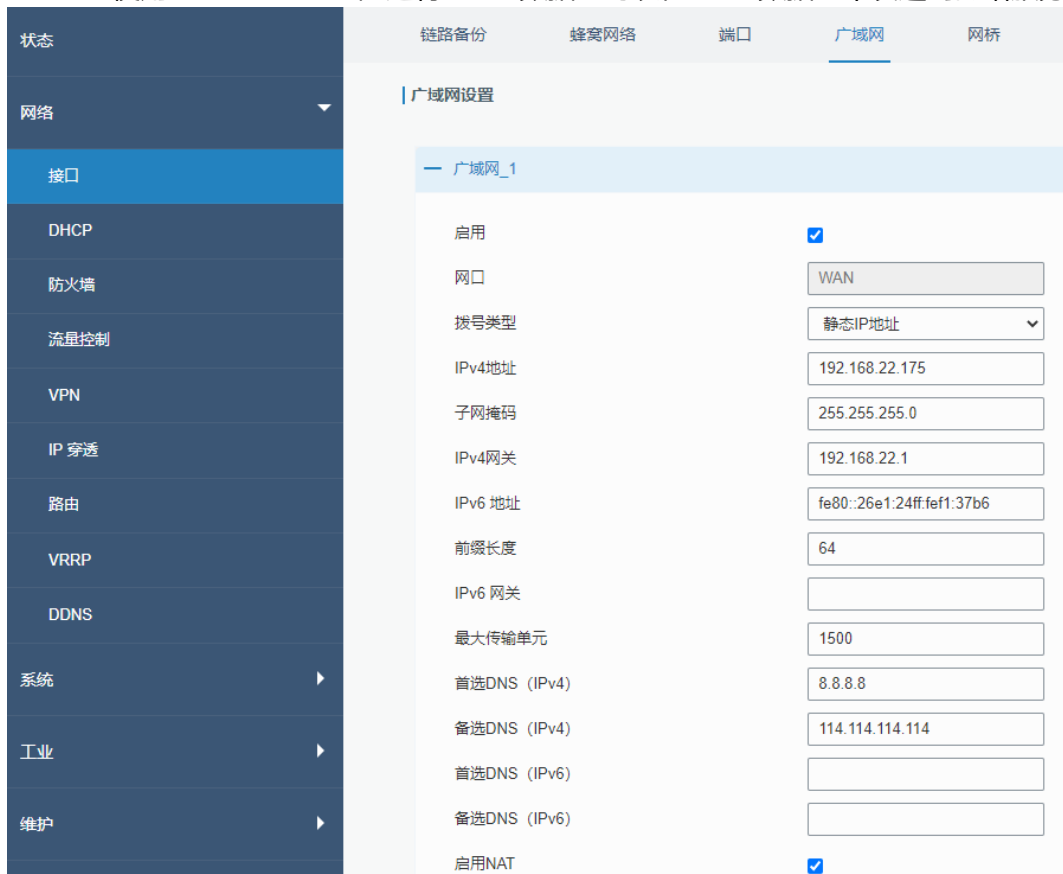 状态
网络
接口
DHCP
防火墙
流量控制
VPN
IP 穿透
路由
VRRP
DDNS
系统
工业
维护
链路备份 蜂窝网络 端口 广域网 网桥
广域网设置
广域网_1
启用
网口 WAN
拨号类型 静态IP地址
IPv4地址 192.168.22.175
子网掩码 255.255.255.0
IPv4网关 192.168.22.1
IPv6 地址 fe80::26e1:24ff:fef1:37b6
前缀长度 64
IPv6 网关
最大传输单元 1500
首选DNS（IPv4) 8.8.8.8
备选DNS（IPv4) 114.114.114.114
首选DNS（IPv6)
备选DNS（IPv6)
启用NAT